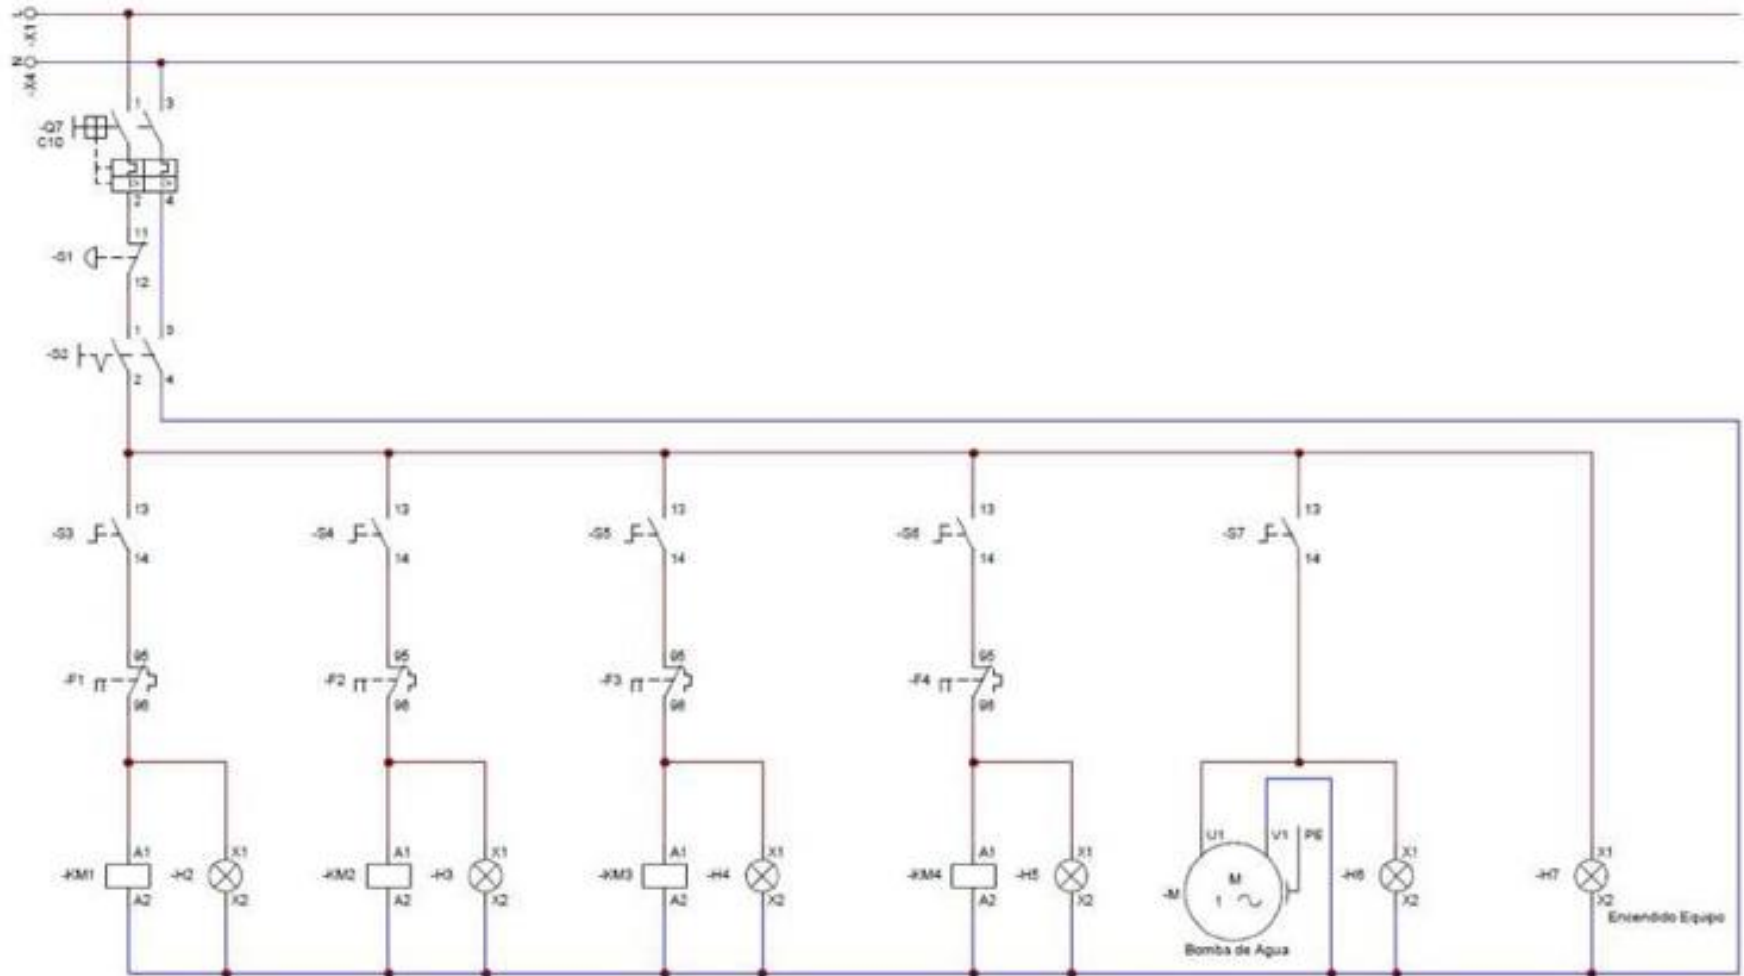 L
-X1
N
-X4
1 3
-Q7
C10
2 4
11
-S1
12
1 3
-S2
2 4
13 13 13 13 13
-S3 -S4 -S5 -S6 -S7
14 14 14 14 14
95 95 95 95
-F1 -F2 -F3 -F4
96 96 96 96
U1 V1 PE
A1 X1 A1 X1 A1 X1 A1 X1 X1 X1
-KM1 -H2 -KM2 -H3 -KM3 -H4 -KM4 -H5 -M M 1 -H6 -H7
A2 X2 A2 X2 A2 X2 A2 X2 X2 X2
Encendido Equipo
Bomba de Agua